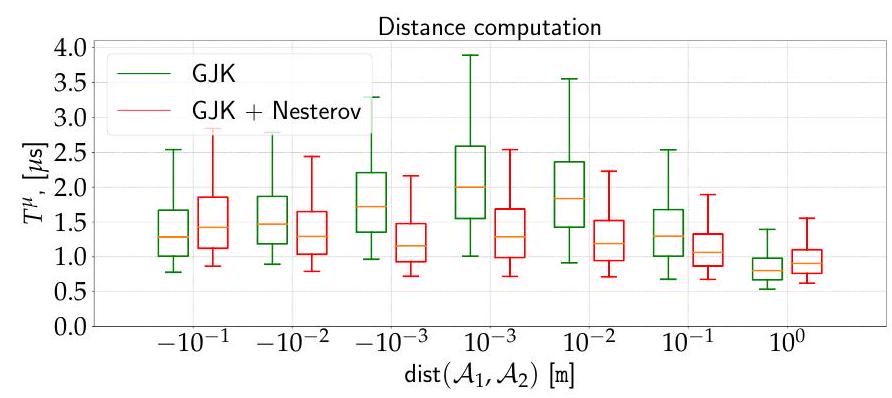 Distance computation
GJK
GJK + Nesterov
T^μ, [μs]
4.0
3.5
3.0
2.5
2.0
1.5
1.0
0.5
0.0
−10⁻¹ −10⁻² −10⁻³ 10⁻³ 10⁻² 10⁻¹ 10⁰
dist(𝒜₁, 𝒜₂) [m]